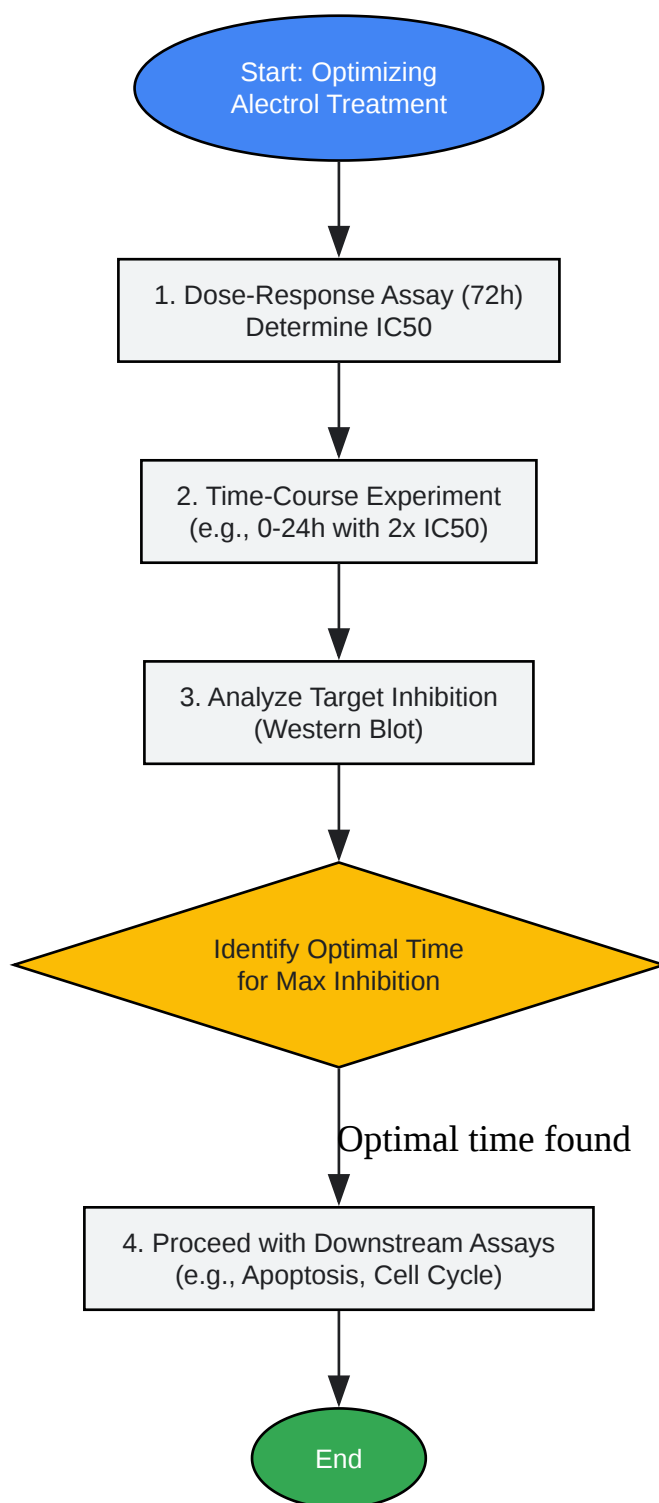 Start: Optimizing
Alectrol Treatment
1. Dose-Response Assay (72h)
Determine IC50
2. Time-Course Experiment
(e.g., 0-24h with 2x IC50)
3. Analyze Target Inhibition
(Western Blot)
Identify Optimal Time
for Max Inhibition
Optimal time found
4. Proceed with Downstream Assays
(e.g., Apoptosis, Cell Cycle)
End